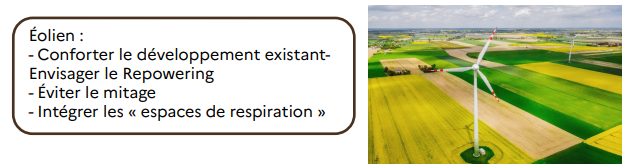 Éolien :
- Conforter le développement existant-
Envisager le Repowering
- Éviter le mitage
- Intégrer les « espaces de respiration »